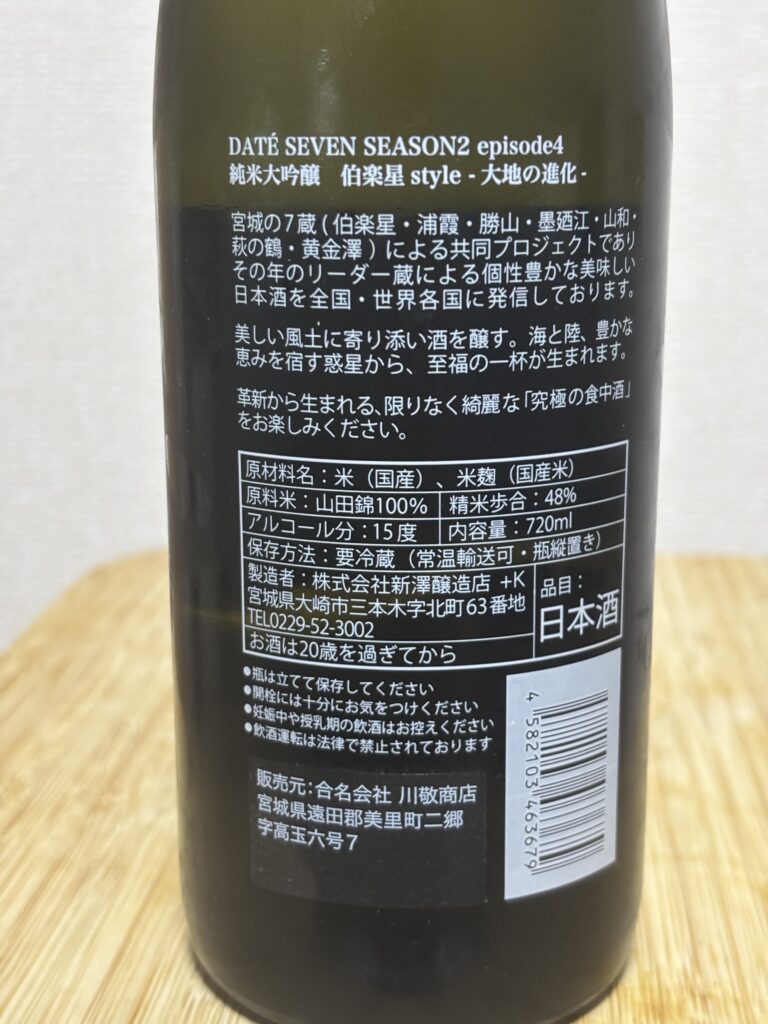 DATÉ SEVEN SEASON2 episode4
純米大吟醸 伯楽星 style - 大地の進化 -
宮城の7蔵(伯楽星・浦霞・勝山・墨廼江・山和・
萩の鶴・黄金澤)による共同プロジェクトであり
その年のリーダー蔵による個性豊かな美味しい
日本酒を全国・世界各国に発信しております。
美しい風土に寄り添い酒を醸す。海と陸、豊かな
恵みを宿す惑星から、至福の一杯が生まれます。
革新から生まれる、限りなく綺麗な「究極の食中酒」
をお楽しみください。
原材料名:米(国産)、米麹(国産米)
原料米:山田錦100% 精米歩合:48%
アルコール分:15度 内容量:720ml
保存方法:要冷蔵(常温輸送可・瓶縦置き)
製造者:株式会社新澤醸造店 +K
宮城県大崎市三本木字北町63番地
TEL0229-52-3002
品目:
日本酒
お酒は20歳を過ぎてから
●瓶は立てて保存してください
●開栓には十分にお気をつけください
●妊娠中や授乳期の飲酒はお控えください
●飲酒運転は法律で禁止されております
4582103463679
販売元:合名会社 川敬商店
宮城県遠田郡美里町二郷
字高玉六号7